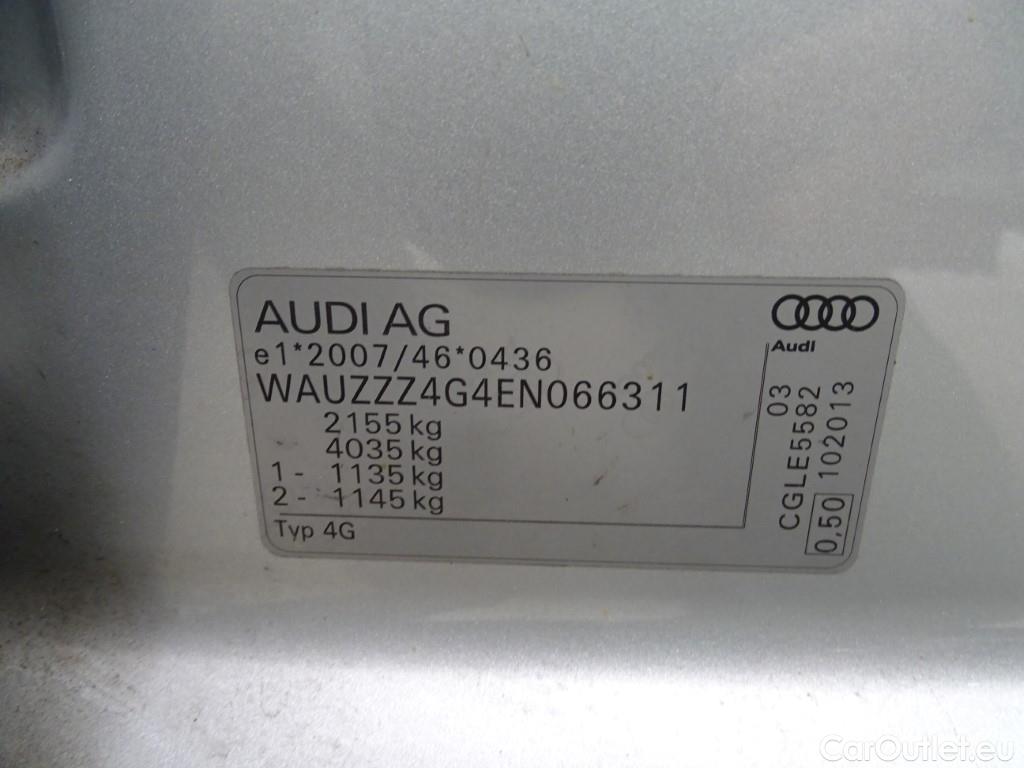 AUDI AG
e1*2007/46*0436
WAUZZZ4G4EN066311
2155 kg
4035 kg
1 - 1135 kg
2 - 1145 kg
Typ 4G
Audi
03
CGLE5582
0,50 102013
CarOutlet.eu